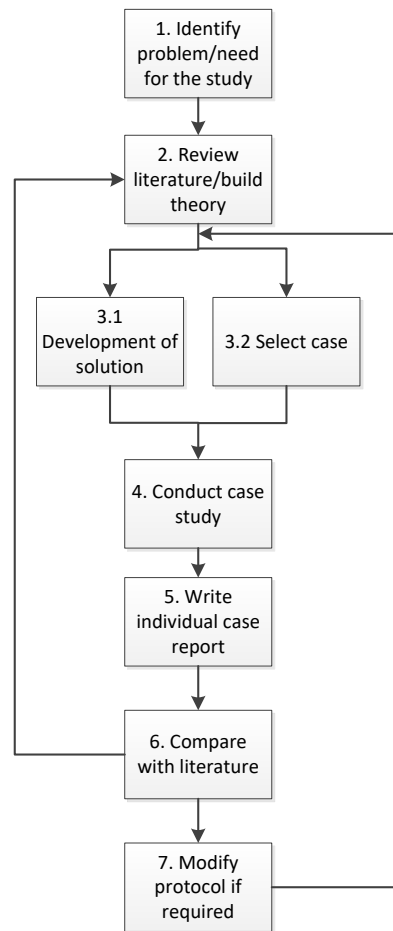 1. Identify
problem/need
for the study
2. Review
literature/build
theory
3.1
Development of
solution
3.2 Select case
4. Conduct case
study
5. Write
individual case
report
6. Compare
with literature
7. Modify
protocol if
required